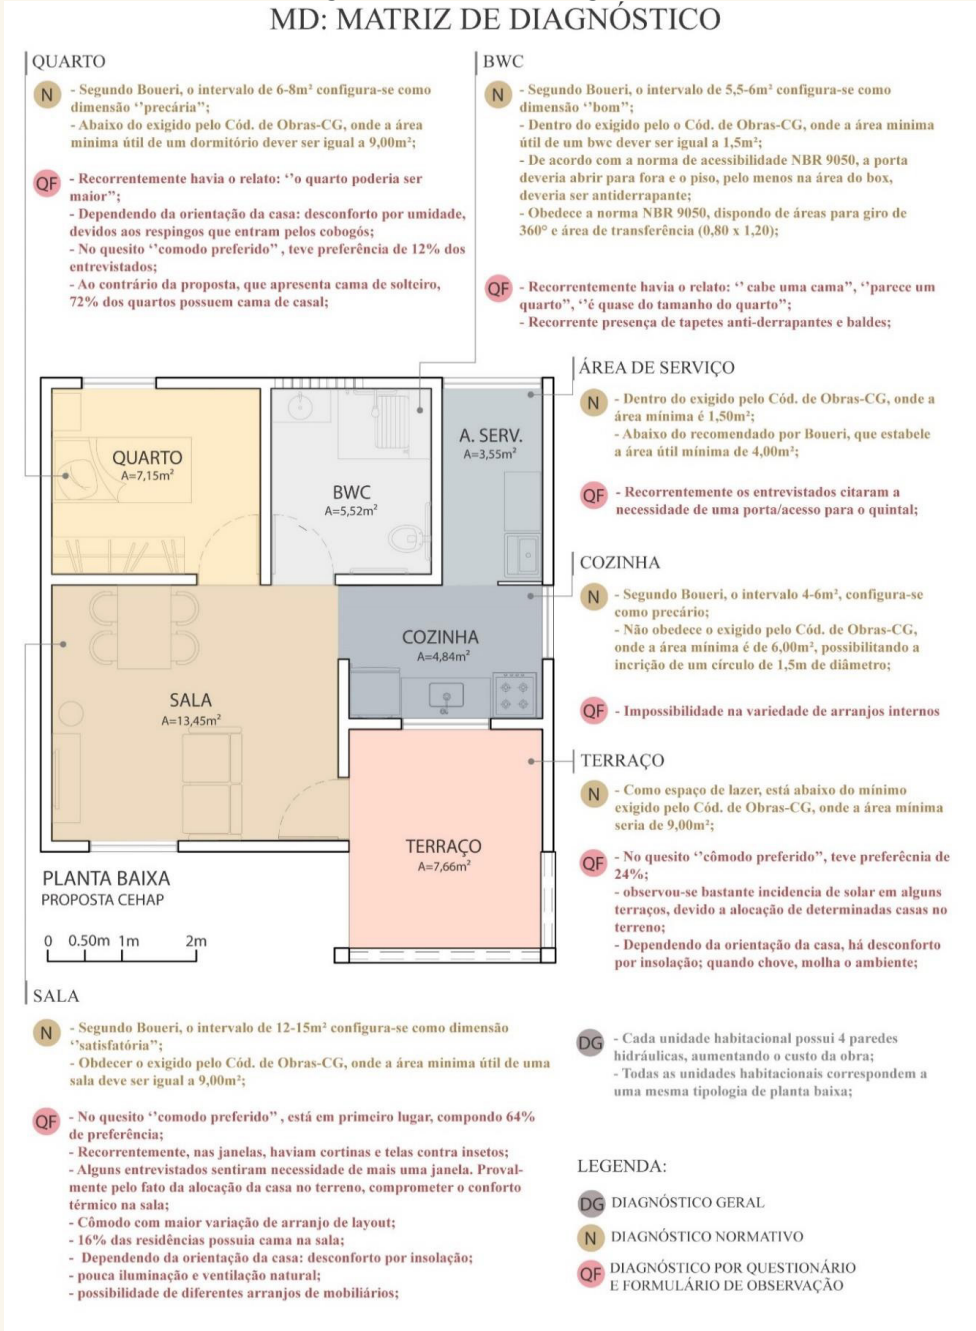 MD: MATRIZ DE DIAGNÓSTICO
QUARTO
N
- Segundo Boueri, o intervalo de 6-8m² configura-se como
dimensão ‘’precária’’;
- Abaixo do exigido pelo Cód. de Obras-CG, onde a área
minima útil de um dormitório dever ser igual a 9,00m²;
QF
- Recorrentemente havia o relato: ‘’o quarto poderia ser
maior’’;
- Dependendo da orientação da casa: desconforto por umidade,
devidos aos respingos que entram pelos cobogós;
- No quesito ‘’comodo preferido’’ , teve preferência de 12% dos
entrevistados;
- Ao contrário da proposta, que apresenta cama de solteiro,
72% dos quartos possuem cama de casal;
BWC
N
- Segundo Boueri, o intervalo de 5,5-6m² configura-se como
dimensão ‘’bom’’;
- Dentro do exigido pelo o Cód. de Obras-CG, onde a área minima
útil de um bwc dever ser igual a 1,5m²;
- De acordo com a norma de acessibilidade NBR 9050, a porta
deveria abrir para fora e o piso, pelo menos na área do box,
deveria ser antiderrapante;
- Obedece a norma NBR 9050, dispondo de áreas para giro de
360° e área de transferência (0,80 x 1,20);
QF
- Recorrentemente havia o relato: ‘’ cabe uma cama’’, ‘’parece um
quarto’’, ‘’é quase do tamanho do quarto’’;
- Recorrente presença de tapetes anti-derrapantes e baldes;
ÁREA DE SERVIÇO
N
- Dentro do exigido pelo Cód. de Obras-CG, onde a
área mínima é 1,50m²;
- Abaixo do recomendado por Boueri, que estabele
a área útil mínima de 4,00m²;
QF
- Recorrentemente os entrevistados citaram a
necessidade de uma porta/acesso para o quintal;
COZINHA
N
- Segundo Boueri, o intervalo 4-6m², configura-se
como precário;
- Não obedece o exigido pelo Cód. de Obras-CG,
onde a área mínima é de 6,00m², possibilitando a
incrição de um círculo de 1,5m de diâmetro;
QF
- Impossibilidade na variedade de arranjos internos
TERRAÇO
N
- Como espaço de lazer, está abaixo do mínimo
exigido pelo Cód. de Obras-CG, onde a área mínima
seria de 9,00m²;
QF
- No quesito ‘’cômodo preferido’’, teve preferêcnia de
24%;
- observou-se bastante incidencia de solar em alguns
terraços, devido a alocação de determinadas casas no
terreno;
- Dependendo da orientação da casa, há desconforto
por insolação; quando chove, molha o ambiente;
QUARTO
A=7,15m²
BWC
A=5,52m²
A. SERV.
A=3,55m²
COZINHA
A=4,84m²
SALA
A=13,45m²
TERRAÇO
A=7,66m²
PLANTA BAIXA
PROPOSTA CEHAP
0 0.50m 1m 2m
SALA
N
- Segundo Boueri, o intervalo de 12-15m² configura-se como dimensão
‘’satisfatória’’;
- Obdecer o exigido pelo Cód. de Obras-CG, onde a área minima útil de uma
sala deve ser igual a 9,00m²;
QF
- No quesito ‘’comodo preferido’’ , está em primeiro lugar, compondo 64%
de preferência;
- Recorrentemente, nas janelas, haviam cortinas e telas contra insetos;
- Alguns entrevistados sentiram necessidade de mais uma janela. Proval-
mente pelo fato da alocação da casa no terreno, comprometer o conforto
térmico na sala;
- Cômodo com maior variação de arranjo de layout;
- 16% das residências possuia cama na sala;
- Dependendo da orientação da casa: desconforto por insolação;
- pouca iluminação e ventilação natural;
- possibilidade de diferentes arranjos de mobiliários;
DG
- Cada unidade habitacional possui 4 paredes
hidráulicas, aumentando o custo da obra;
- Todas as unidades habitacionais correspondem a
uma mesma tipologia de planta baixa;
LEGENDA:
DG DIAGNÓSTICO GERAL
N DIAGNÓSTICO NORMATIVO
QF DIAGNÓSTICO POR QUESTIONÁRIO
E FORMULÁRIO DE OBSERVAÇÃO